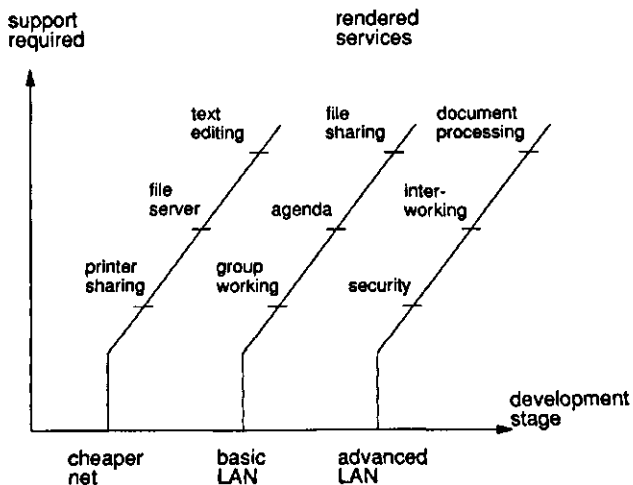 support
required
rendered
services
text
editing
file
sharing
document
processing
file
server
agenda
inter-
working
printer
sharing
group
working
security
development
stage
cheaper
net
basic
LAN
advanced
LAN